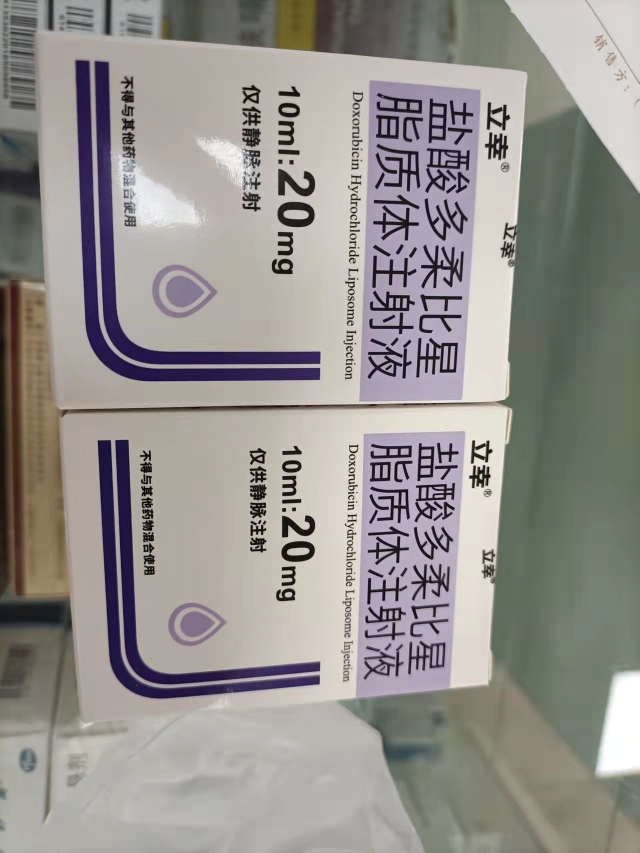 立幸®
盐酸多柔比星
脂质体注射液
Doxorubicin Hydrochloride Liposome Injection
10ml:20mg
仅供静脉注射
不得与其他药物混合使用
立幸®
立幸®
盐酸多柔比星
脂质体注射液
Doxorubicin Hydrochloride Liposome Injection
10ml:20mg
仅供静脉注射
不得与其他药物混合使用
立幸®
销售方: